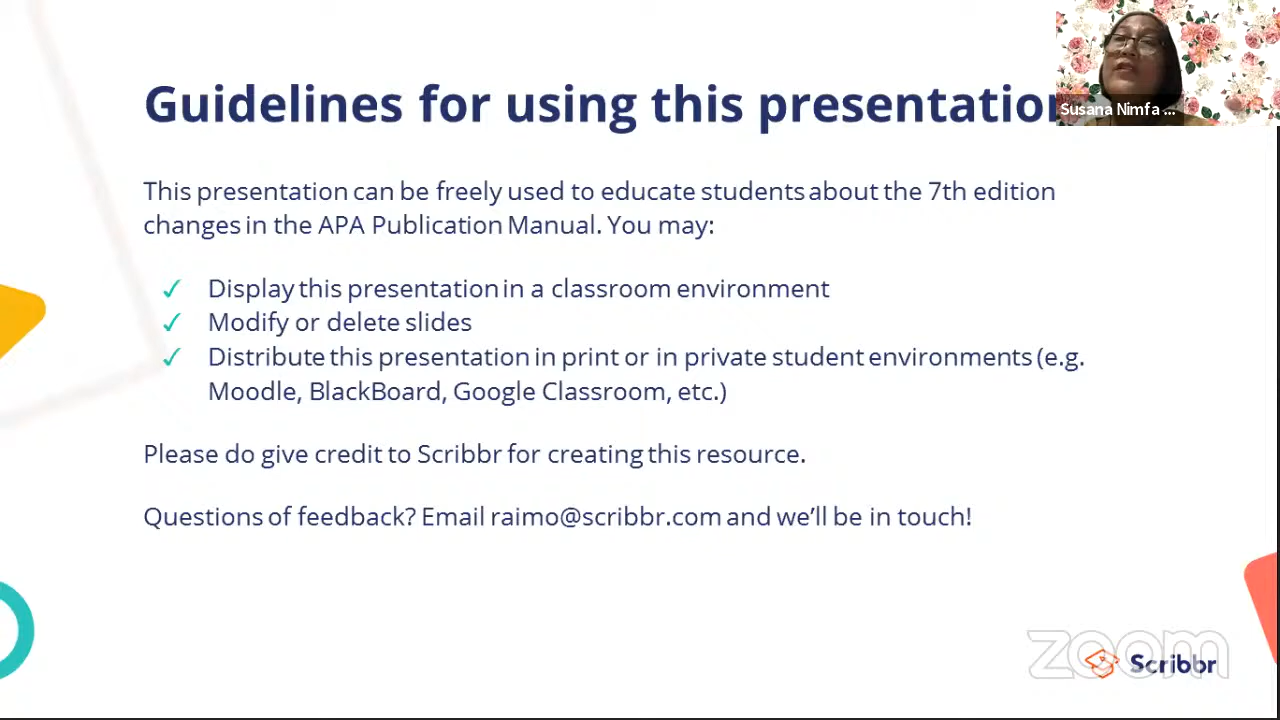 Guidelines for using this presentation
Susana Nimfa ...
This presentation can be freely used to educate students about the 7th edition
changes in the APA Publication Manual. You may:
✓ Display this presentation in a classroom environment
✓ Modify or delete slides
✓ Distribute this presentation in print or in private student environments (e.g.
Moodle, BlackBoard, Google Classroom, etc.)
Please do give credit to Scribbr for creating this resource.
Questions of feedback? Email raimo@scribbr.com and we’ll be in touch!
zoom
Scribbr